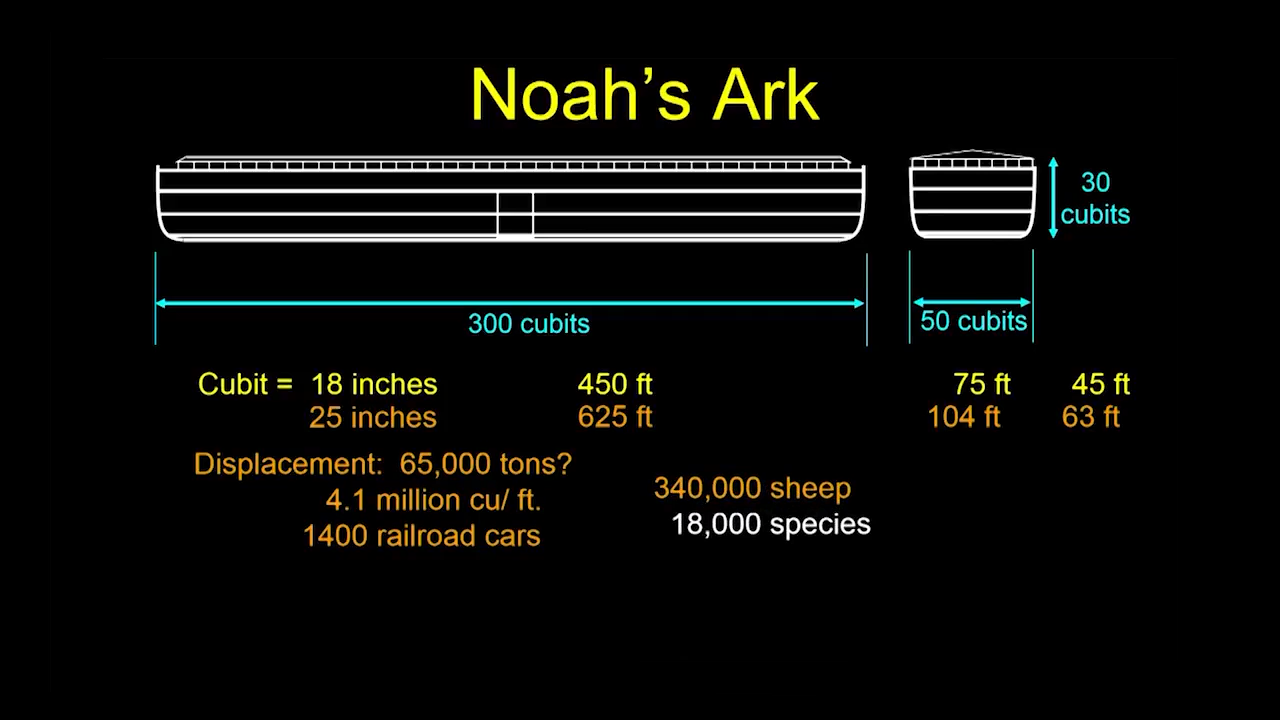 Noah's Ark
30
cubits
300 cubits
50 cubits
Cubit = 18 inches 450 ft 75 ft 45 ft
25 inches 625 ft 104 ft 63 ft
Displacement: 65,000 tons?
340,000 sheep
4.1 million cu/ ft.
18,000 species
1400 railroad cars